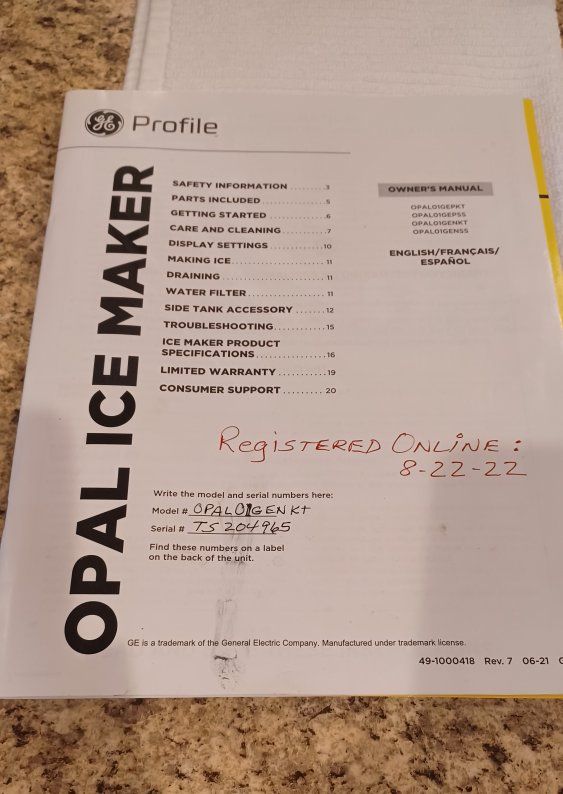 GE Profile
OPAL ICE MAKER
SAFETY INFORMATION ..........3
PARTS INCLUDED ................5
GETTING STARTED ..............6
CARE AND CLEANING ...........7
DISPLAY SETTINGS ............10
MAKING ICE.....................11
DRAINING .......................11
WATER FILTER ..................11
SIDE TANK ACCESSORY .......12
TROUBLESHOOTING............15
ICE MAKER PRODUCT
SPECIFICATIONS ................16
LIMITED WARRANTY ...........19
CONSUMER SUPPORT .........20
OWNER'S MANUAL
OPAL01GEPKT
OPAL01GEPSS
OPAL01GENKT
OPAL01GENSS
ENGLISH/FRANÇAIS/
ESPAÑOL
REgiSTERED ONLiNE :
8-22-22
Write the model and serial numbers here:
Model # OPAL01GENKt
Serial # TS 204965
Find these numbers on a label
on the back of the unit.
GE is a trademark of the General Electric Company. Manufactured under trademark license.
49-1000418 Rev. 7 06-21